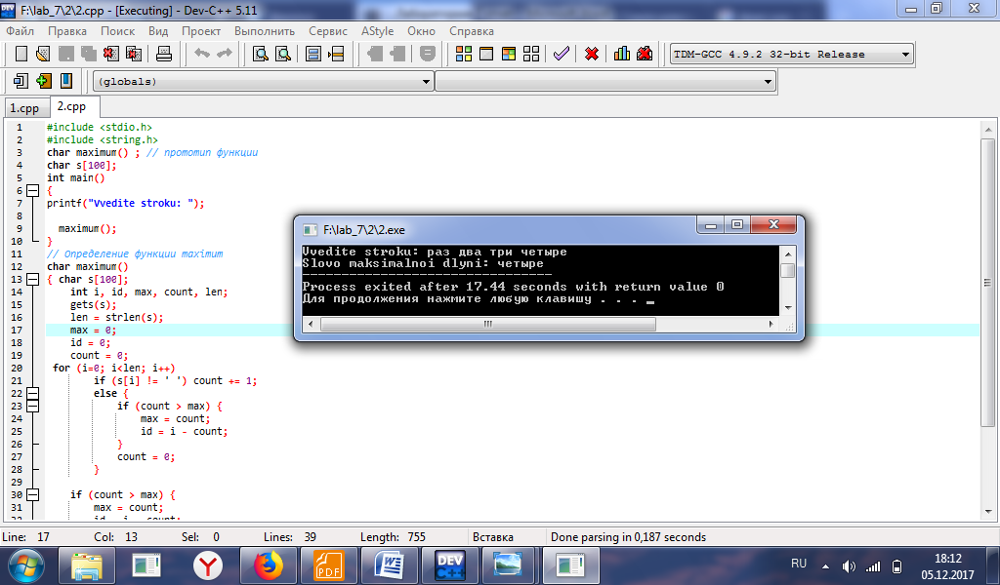 F:\lab_7\2\2.cpp - [Executing] - Dev-C++ 5.11
Файл Правка Поиск Вид Проект Выполнить Сервис AStyle Окно Справка
TDM-GCC 4.9.2 32-bit Release
(globals)
1.cpp 2.cpp
1 #include <stdio.h>
2 #include <string.h>
3 char maximum() ; // прототип функции
4 char s[100];
5 int main()
6 {
7 printf("Vvedite stroku: ");
8
9 maximum();
10 }
11 // Определение функции maximum
12 char maximum()
13 { char s[100];
14 int i, id, max, count, len;
15 gets(s);
16 len = strlen(s);
17 max = 0;
18 id = 0;
19 count = 0;
20 for (i=0; i<len; i++)
21 if (s[i] != ' ') count += 1;
22 else {
23 if (count > max) {
24 max = count;
25 id = i - count;
26 }
27 count = 0;
28 }
29
30 if (count > max) {
31 max = count;
F:\lab_7\2\2.exe
Vvedite stroku: раз два три четыре
Slovo maksimalnoi dlyni: четыре
--------------------------------
Process exited after 17.44 seconds with return value 0
Для продолжения нажмите любую клавишу . . . _
Line: 17 Col: 13 Sel: 0 Lines: 39 Length: 755 Вставка Done parsing in 0,187 seconds
PDF
DEV
C++
RU
18:12
05.12.2017